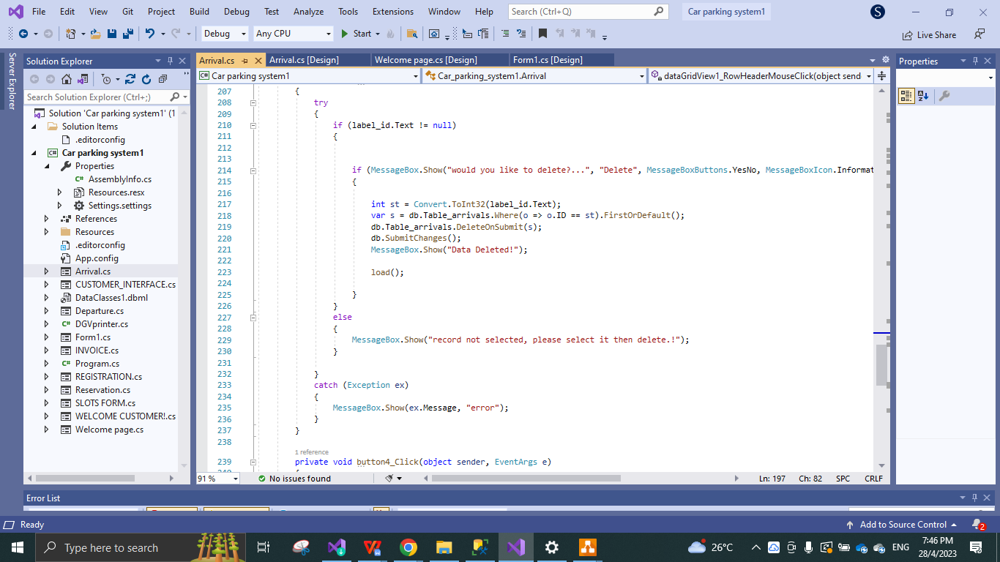 File Edit View Git Project Build Debug Test Analyze Tools Extensions Window Help Search (Ctrl+Q) Car parking system1 S
Debug Any CPU Start Live Share
Server Explorer
Solution Explorer
Search Solution Explorer (Ctrl+;)
Solution 'Car parking system1' (1
Solution Items
.editorconfig
Car parking system1
Properties
AssemblyInfo.cs
Resources.resx
Settings.settings
References
Resources
.editorconfig
App.config
Arrival.cs
CUSTOMER_INTERFACE.cs
DataClasses1.dbml
Departure.cs
DGVprinter.cs
Form1.cs
INVOICE.cs
Program.cs
REGISTRATION.cs
Reservation.cs
SLOTS FORM.cs
WELCOME CUSTOMER!.cs
Welcome page.cs
Arrival.cs Arrival.cs [Design] Welcome page.cs [Design] Form1.cs [Design]
Car parking system1 Car_parking_system1.Arrival dataGridView1_RowHeaderMouseClick(object send
207 {
208 try
209 {
210 if (label_id.Text != null)
211 {
212
213
214 if (MessageBox.Show("would you like to delete?...", "Delete", MessageBoxButtons.YesNo, MessageBoxIcon.Informat
215 {
216
217 int st = Convert.ToInt32(label_id.Text);
218 var s = db.Table_arrivals.Where(o => o.ID == st).FirstOrDefault();
219 db.Table_arrivals.DeleteOnSubmit(s);
220 db.SubmitChanges();
221 MessageBox.Show("Data Deleted!");
222
223 load();
224
225 }
226 }
227 else
228 {
229 MessageBox.Show("record not selected, please select it then delete.!");
230 }
231
232 }
233 catch (Exception ex)
234 {
235 MessageBox.Show(ex.Message, "error");
236 }
237 }
238
1 reference
239 private void button4_Click(object sender, EventArgs e)
91 % No issues found Ln: 197 Ch: 82 SPC CRLF
Properties
Error List
Ready Add to Source Control 2
Type here to search 26°C ENG 7:46 PM
28/4/2023